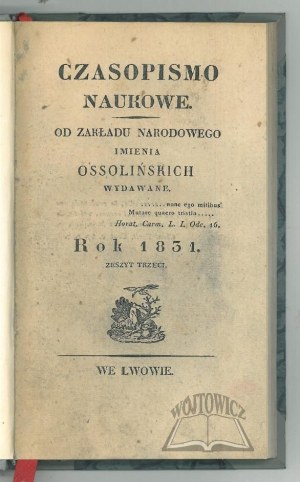 CZASOPISMO
NAUKOWE.
OD ZAKŁADU NARODOWEGO
IMIENIA
OSSOLIŃSKICH
WYDAWANE.
........nunc ego mitibus
Mutare quaero tristia.....
Horat. Carm. L. I. Ode. 16.
Rok 1831.
ZESZYT TRZECI.
WE LWOWIE.
WÓJTOWICZ